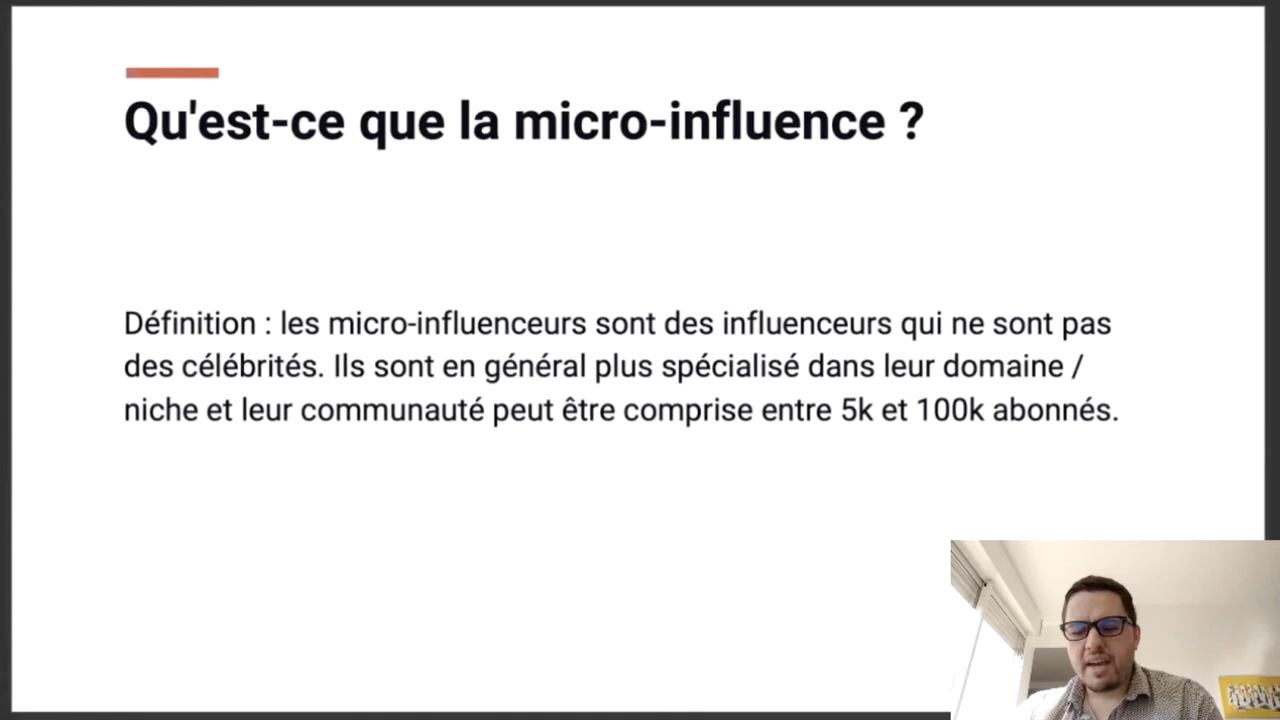 Qu'est-ce que la micro-influence ?
Définition : les micro-influenceurs sont des influenceurs qui ne sont pas
des célébrités. Ils sont en général plus spécialisé dans leur domaine /
niche et leur communauté peut être comprise entre 5k et 100k abonnés.